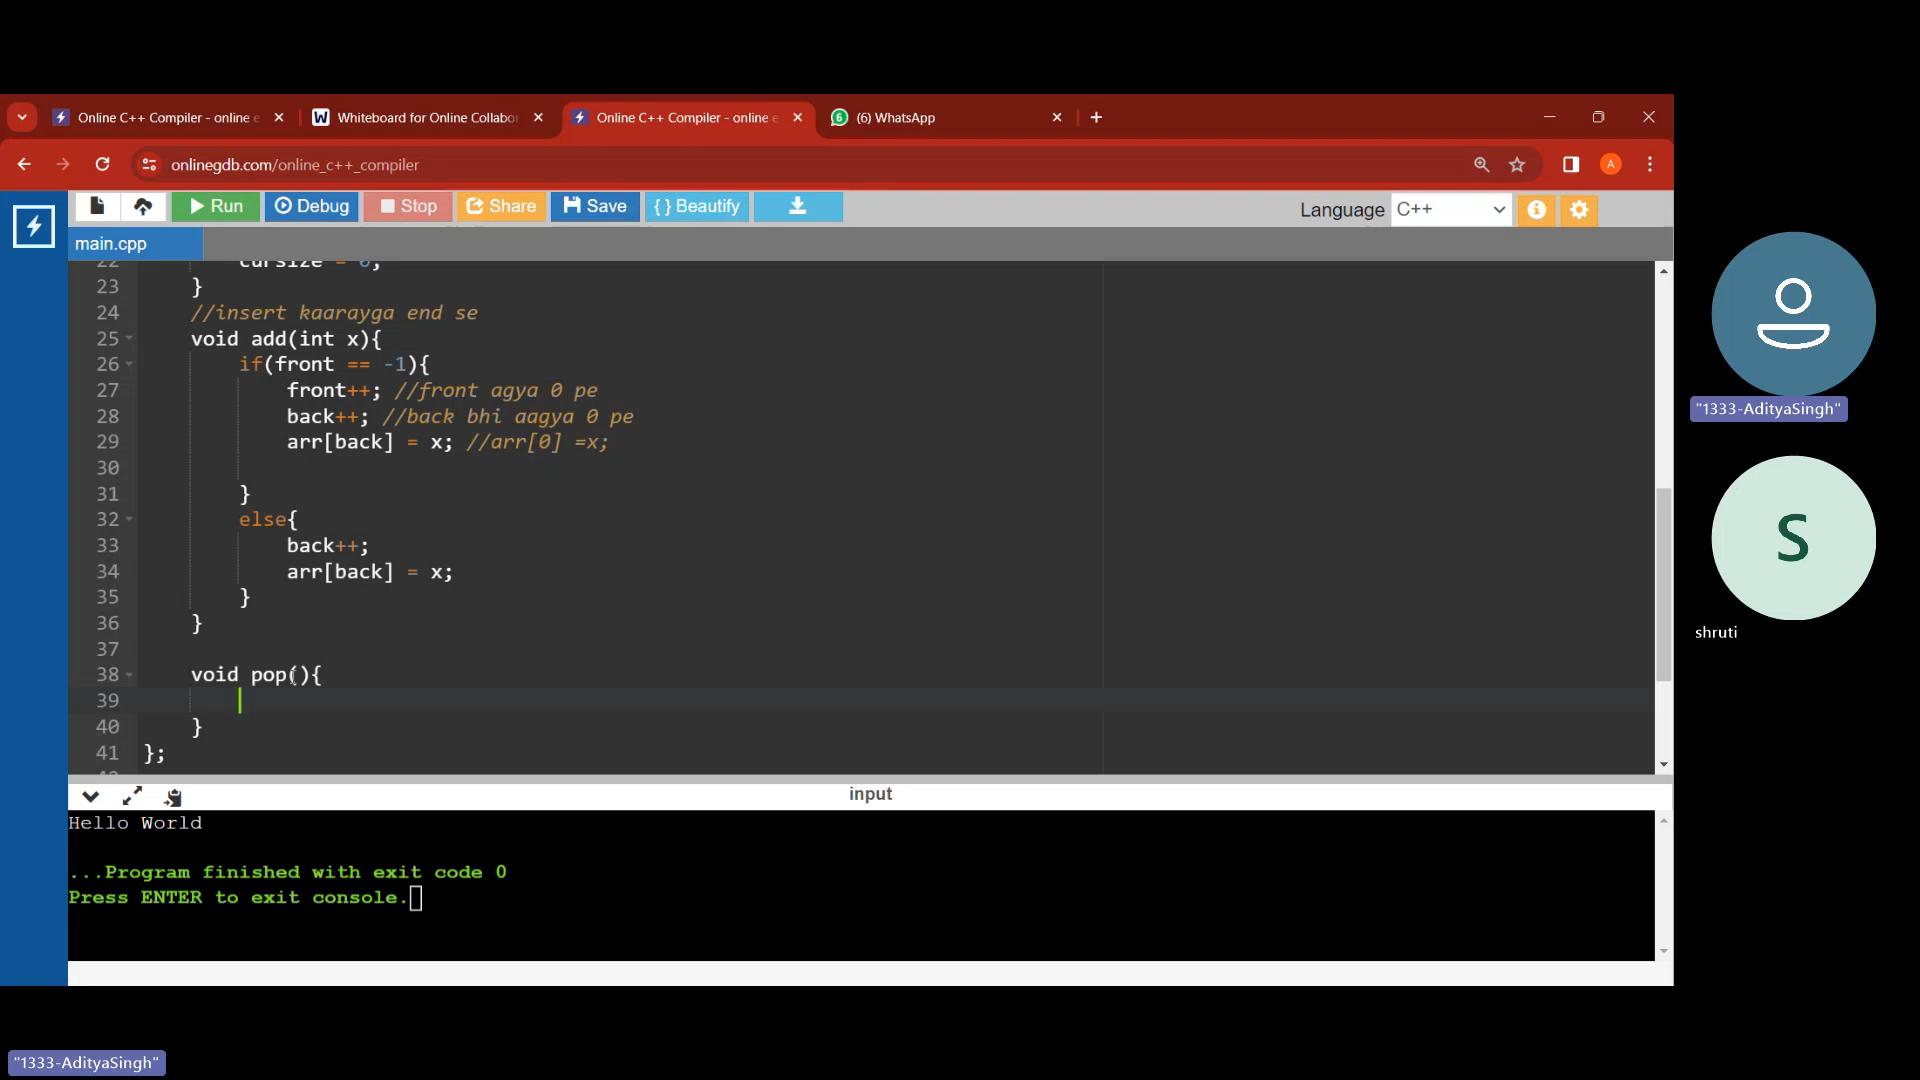 Online C++ Compiler - online e
Whiteboard for Online Collabor
Online C++ Compiler - online e
(6) WhatsApp
onlinegdb.com/online_c++_compiler
A
Run
Debug
Stop
Share
Save
{ } Beautify
Language
C++
main.cpp
22 cursize = 0;
23 }
24 //insert kaarayga end se
25 void add(int x){
26 if(front == -1){
27 front++; //front agya 0 pe
28 back++; //back bhi aagya 0 pe
29 arr[back] = x; //arr[0] =x;
30
31 }
32 else{
33 back++;
34 arr[back] = x;
35 }
36 }
37
38 void pop(){
39
40 }
41 };
input
Hello World
...Program finished with exit code 0
Press ENTER to exit console.
"1333-AdityaSingh"
S
shruti
"1333-AdityaSingh"